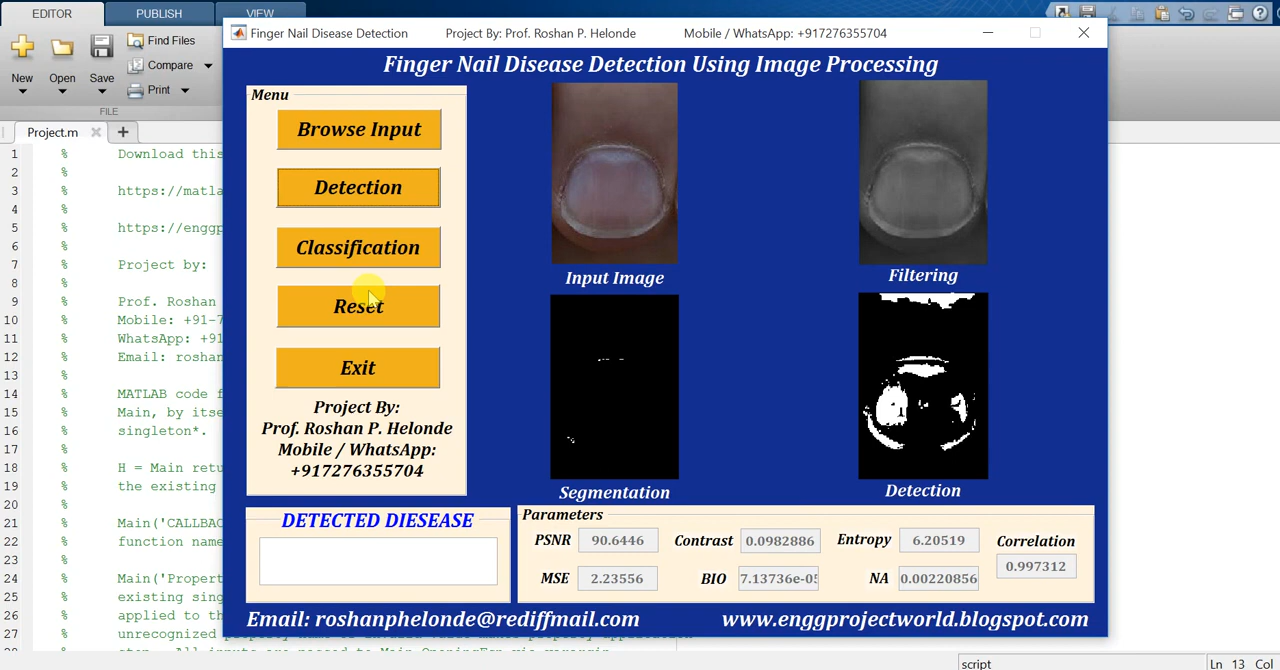 EDITOR
PUBLISH
VIEW
New
Open
Save
Find Files
Compare
Print
FILE
Project.m
Finger Nail Disease Detection
Project By: Prof. Roshan P. Helonde
Mobile / WhatsApp: +917276355704
Finger Nail Disease Detection Using Image Processing
Menu
Browse Input
Detection
Classification
Reset
Exit
Project By:
Prof. Roshan P. Helonde
Mobile / WhatsApp:
+917276355704
Input Image
Filtering
Segmentation
Detection
DETECTED DIESEASE
Parameters
PSNR 90.6446
Contrast 0.0982886
Entropy 6.20519
Correlation
0.997312
MSE 2.23556
BIO 7.13736e-05
NA 0.00220856
Email: roshanphelonde@rediffmail.com
www.enggprojectworld.blogspot.com
1 % Download this
2 %
3 % https://matla
4 %
5 % https://enggp
6 %
7 % Project by:
8 %
9 % Prof. Roshan
10 % Mobile: +91-7
11 % WhatsApp: +91
12 % Email: roshan
13 %
14 % MATLAB code f
15 % Main, by itse
16 % singleton*.
17 %
18 % H = Main retu
19 % the existing
20 %
21 % Main('CALLBAC
22 % function name
23 %
24 % Main('Propert
25 % existing sing
26 % applied to th
27 % unrecognized
script
Ln 13 Col